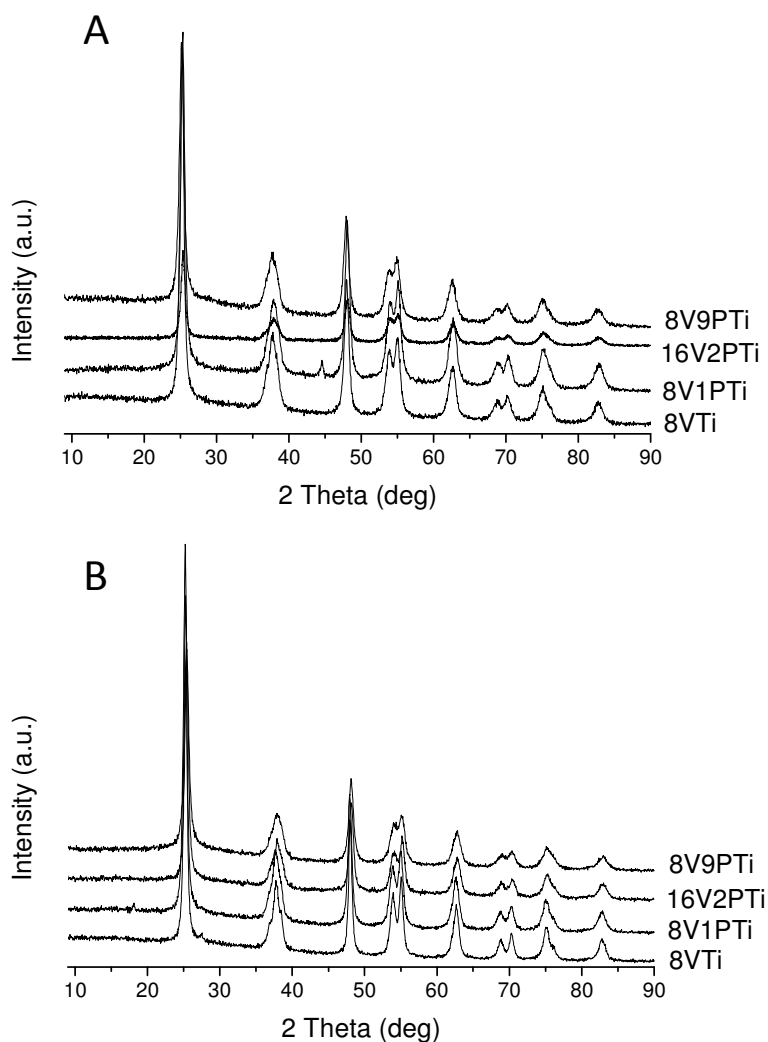 A
Intensity (a.u.)
8V9PTi
16V2PTi
8V1PTi
8VTi
10 20 30 40 50 60 70 80 90
2 Theta (deg)
B
Intensity (a.u.)
8V9PTi
16V2PTi
8V1PTi
8VTi
10 20 30 40 50 60 70 80 90
2 Theta (deg)